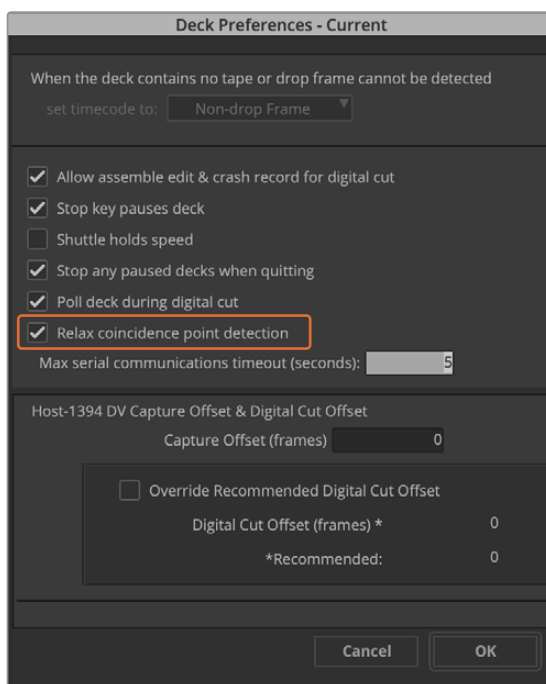 Deck Preferences - Current
When the deck contains no tape or drop frame cannot be detected
set timecode to: Non-drop Frame
Allow assemble edit & crash record for digital cut
Stop key pauses deck
Shuttle holds speed
Stop any paused decks when quitting
Poll deck during digital cut
Relax coincidence point detection
Max serial communications timeout (seconds): 5
Host-1394 DV Capture Offset & Digital Cut Offset
Capture Offset (frames) 0
Override Recommended Digital Cut Offset
Digital Cut Offset (frames) * 0
*Recommended: 0
Cancel OK